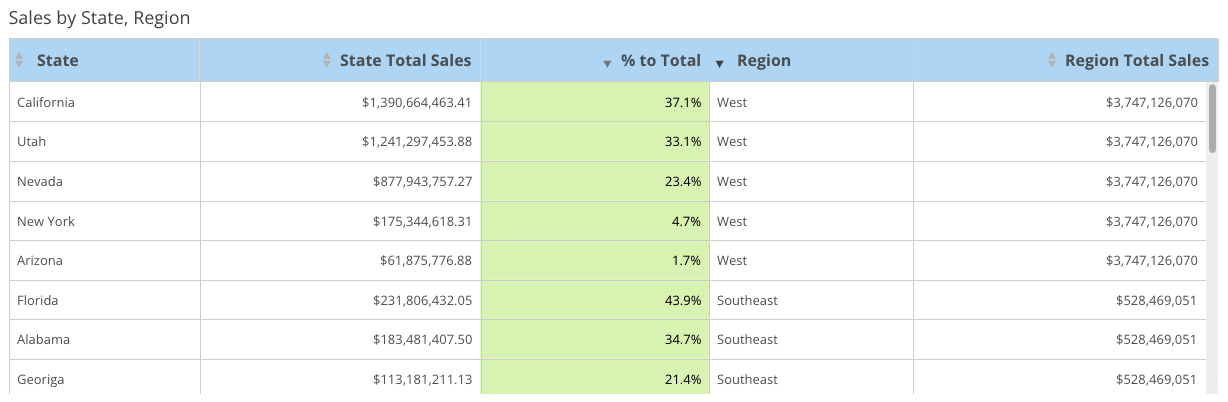 Sales by State, Region
State State Total Sales % to Total Region Region Total Sales
California $1,390,664,463.41 37.1% West $3,747,126,070
Utah $1,241,297,453.88 33.1% West $3,747,126,070
Nevada $877,943,757.27 23.4% West $3,747,126,070
New York $175,344,618.31 4.7% West $3,747,126,070
Arizona $61,875,776.88 1.7% West $3,747,126,070
Florida $231,806,432.05 43.9% Southeast $528,469,051
Alabama $183,481,407.50 34.7% Southeast $528,469,051
Georiga $113,181,211.13 21.4% Southeast $528,469,051